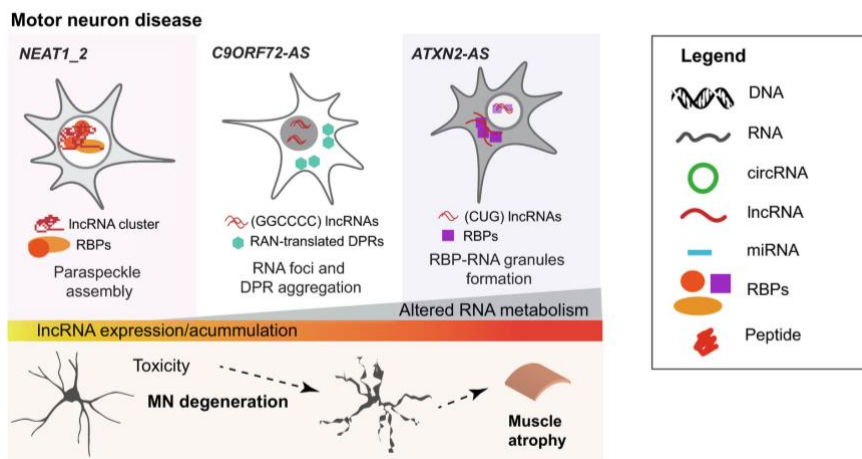 Motor neuron disease
NEAT1_2
lncRNA cluster
RBPs
Paraspeckle
assembly
C9ORF72-AS
(GGCCCC) lncRNAs
RAN-translated DPRs
RNA foci and
DPR aggregation
ATXN2-AS
(CUG) lncRNAs
RBPs
RBP-RNA granules
formation
Altered RNA metabolism
lncRNA expression/acummulation
Toxicity
MN degeneration
Muscle
atrophy
Legend
DNA
RNA
circRNA
lncRNA
miRNA
RBPs
Peptide